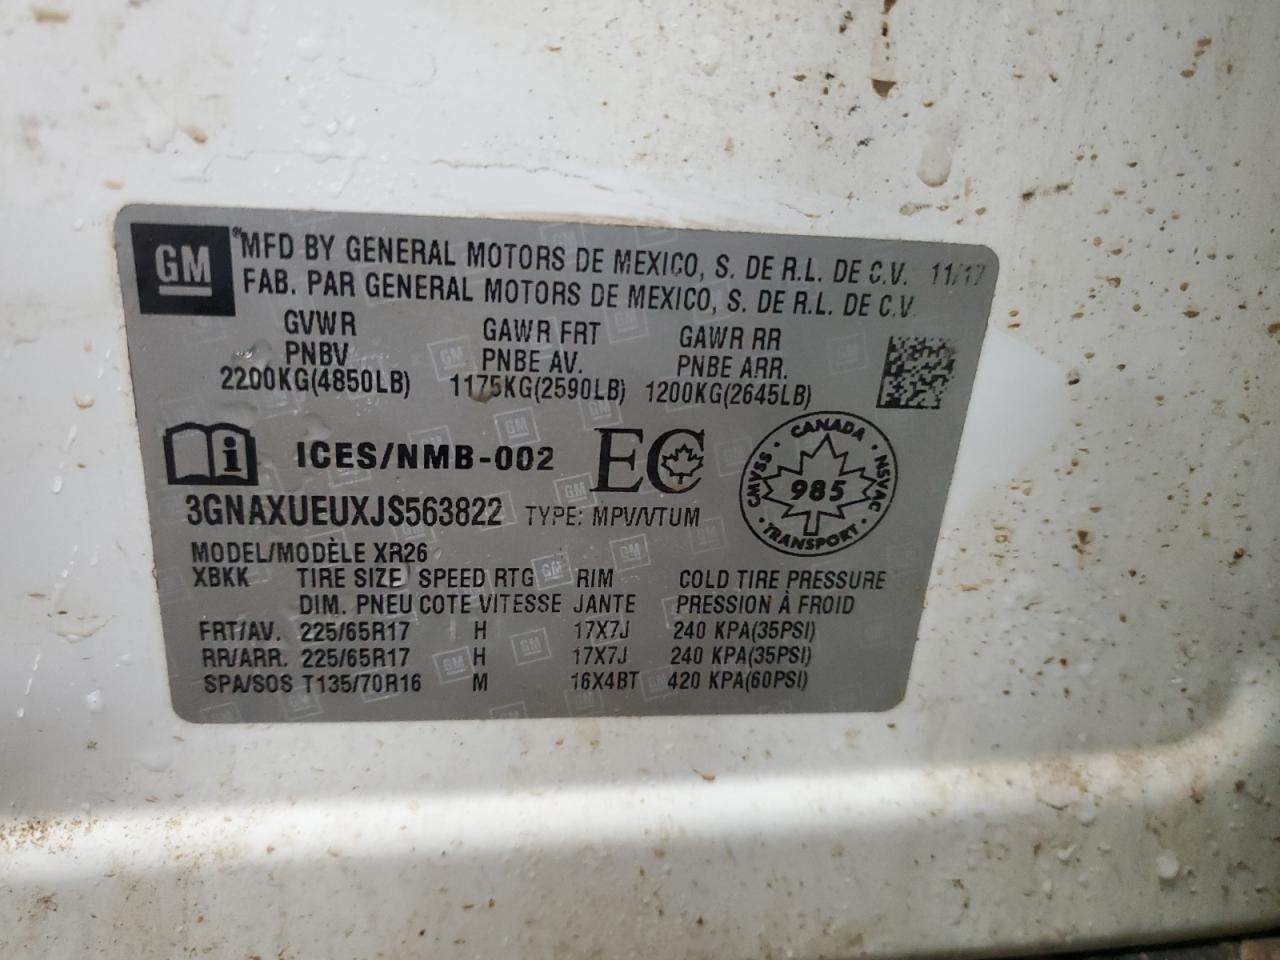 GM
MFD BY GENERAL MOTORS DE MEXICO, S. DE R.L. DE C.V. 11/17
FAB. PAR GENERAL MOTORS DE MEXICO, S. DE R.L. DE C.V.
GVWR GAWR FRT GAWR RR
PNBV PNBE AV. PNBE ARR.
2200KG(4850LB) 1175KG(2590LB) 1200KG(2645LB)
i ICES/NMB-002 EC
CANADA
CMVSS 985 NSVAC
TRANSPORT
3GNAXUEUXJS563822 TYPE: MPV/VTUM
MODEL/MODÈLE XR26
XBKK TIRE SIZE SPEED RTG RIM COLD TIRE PRESSURE
DIM. PNEU COTE VITESSE JANTE PRESSION À FROID
FRT/AV. 225/65R17 H 17X7J 240 KPA(35PSI)
RR/ARR. 225/65R17 H 17X7J 240 KPA(35PSI)
SPA/SOS T135/70R16 M 16X4BT 420 KPA(60PSI)